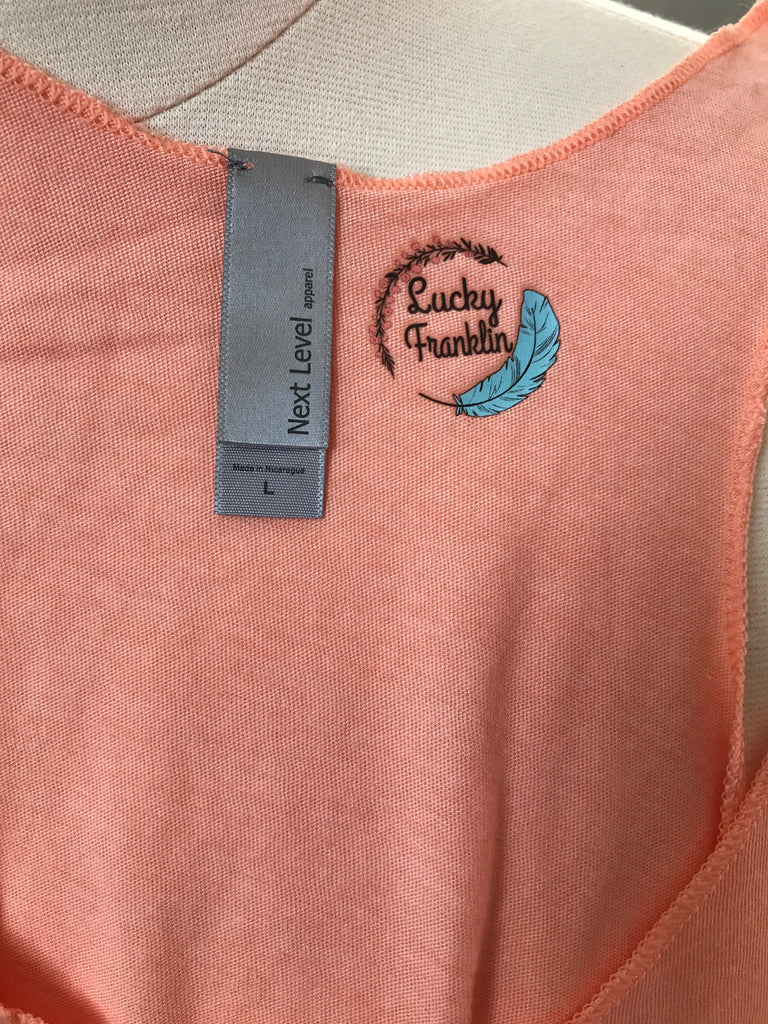 Next Level apparel
Made in Nicaragua
L
Lucky
Franklin